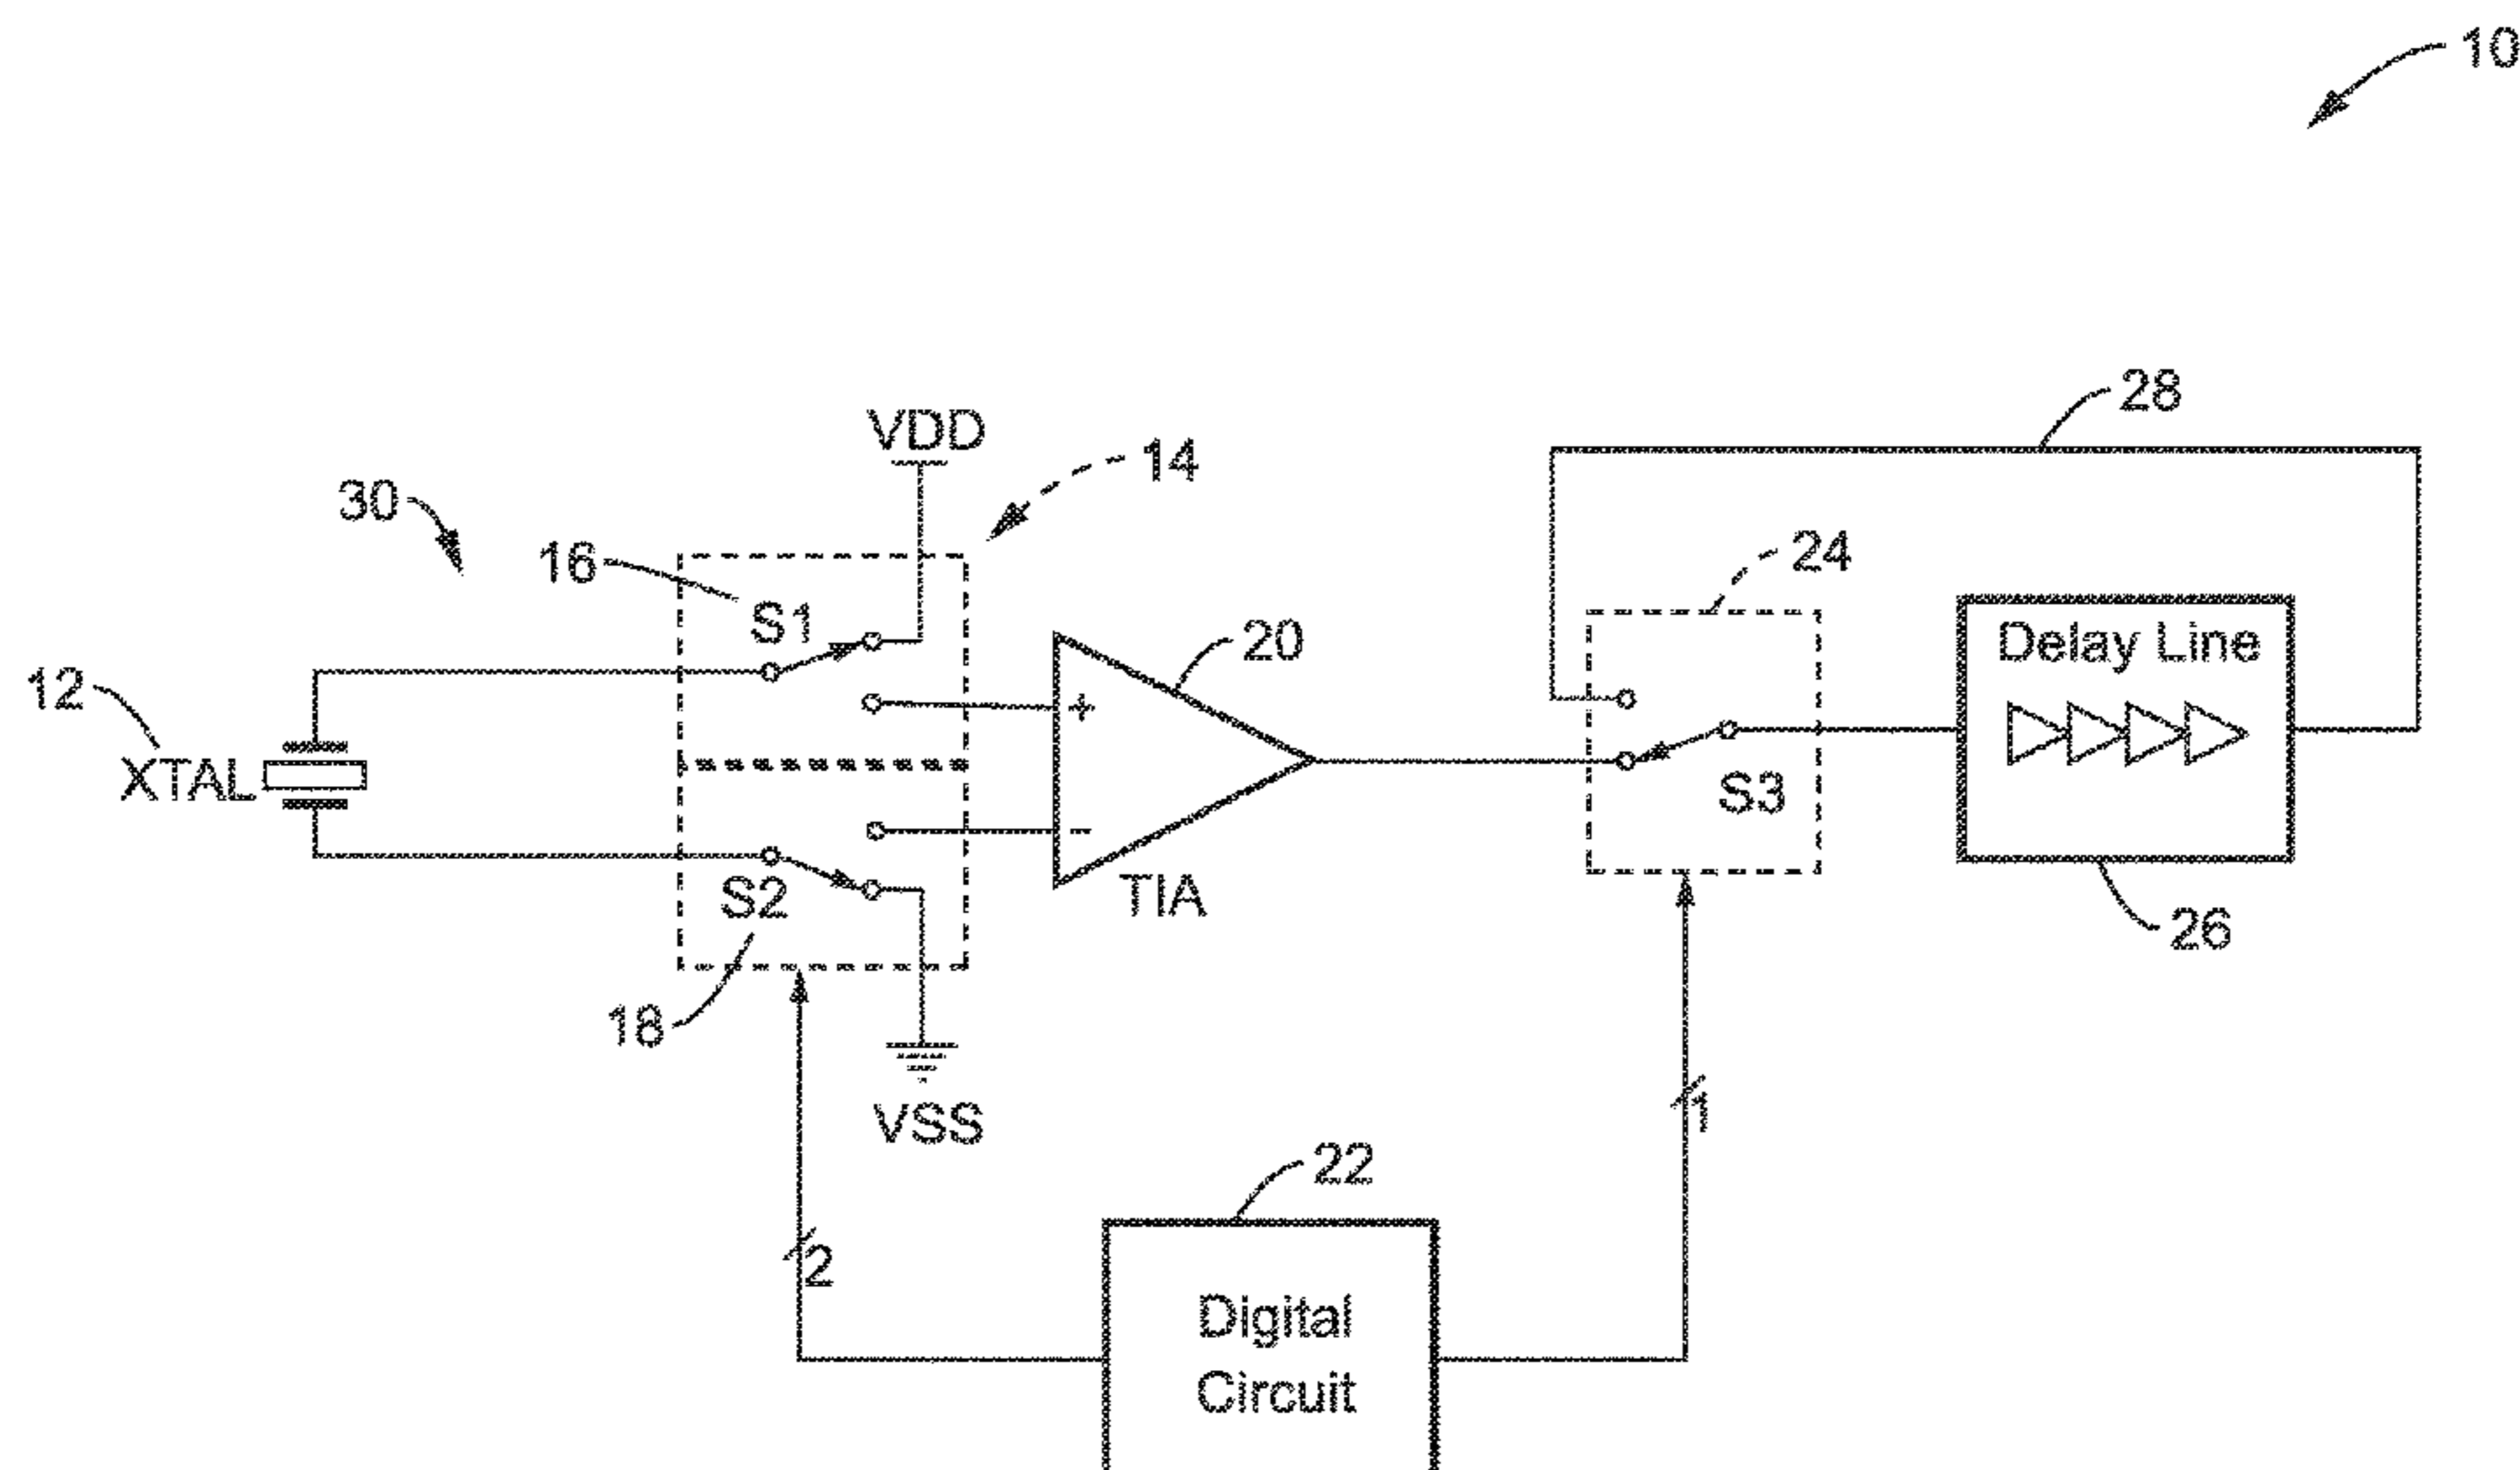 10
28
VDD
14
30
16
24
S1
20
Delay Line
12
+
XTAL
S3
-
S2
TIA
26
18
1
VSS
22
2
Digital
Circuit